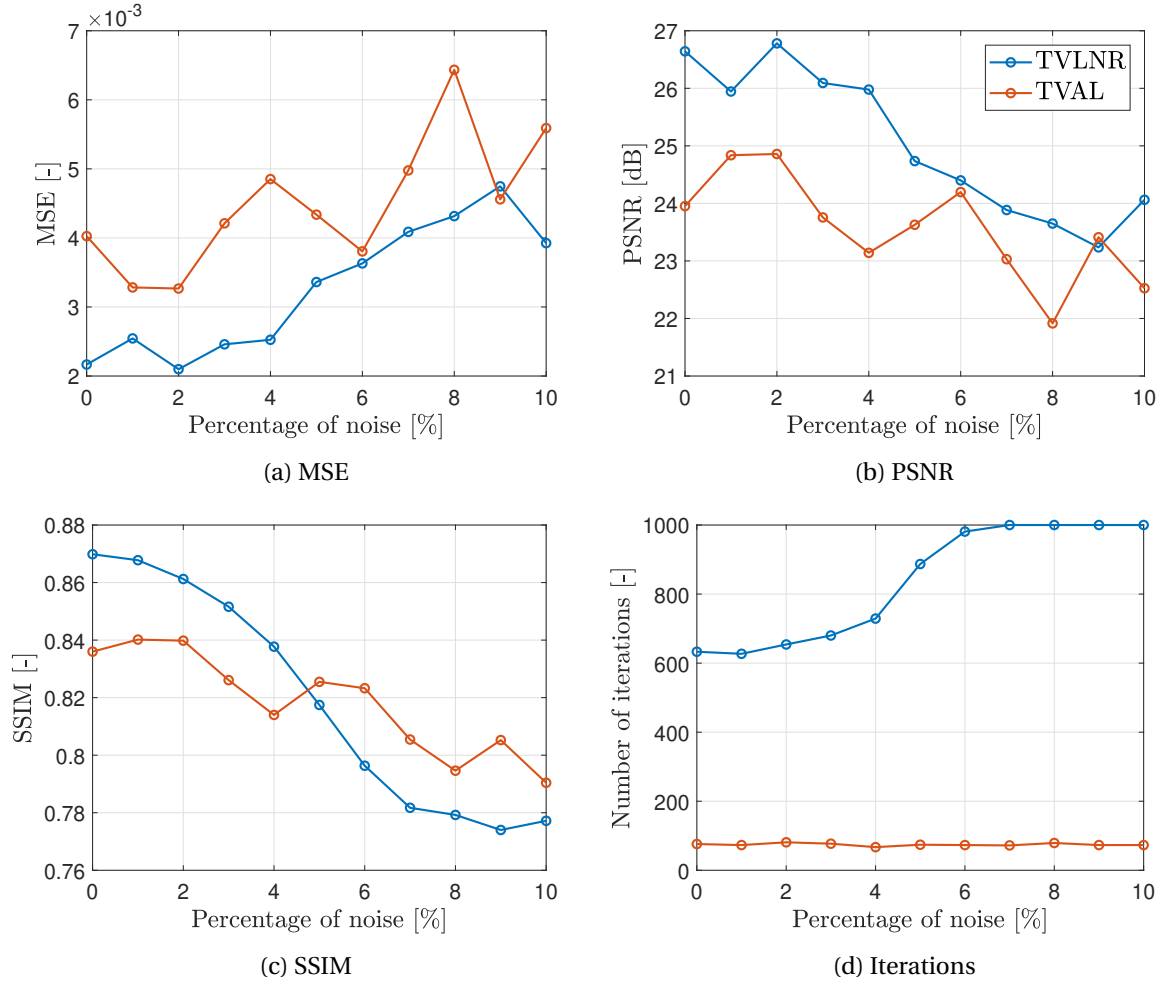 ×10^-3
7
6
5
4
3
2
MSE [-]
0 2 4 6 8 10
Percentage of noise [%]
(a) MSE
27
26
25
24
23
22
21
PSNR [dB]
TVLNR
TVAL
0 2 4 6 8 10
Percentage of noise [%]
(b) PSNR
0.88
0.86
0.84
0.82
0.8
0.78
0.76
SSIM [-]
0 2 4 6 8 10
Percentage of noise [%]
(c) SSIM
1000
800
600
400
200
0
Number of iterations [-]
0 2 4 6 8 10
Percentage of noise [%]
(d) Iterations